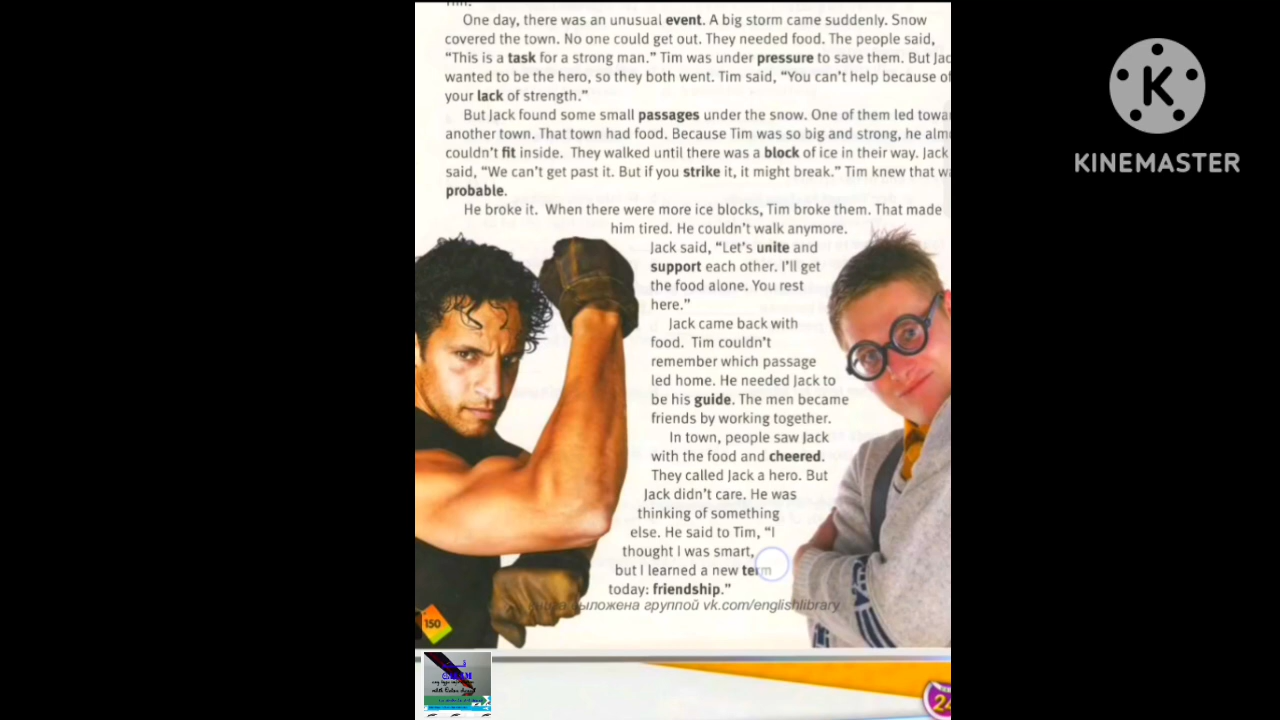 One day, there was an unusual event. A big storm came suddenly. Snow
covered the town. No one could get out. They needed food. The people said,
“This is a task for a strong man.” Tim was under pressure to save them. But Jac
wanted to be the hero, so they both went. Tim said, “You can’t help because of
your lack of strength.”
But Jack found some small passages under the snow. One of them led towa
another town. That town had food. Because Tim was so big and strong, he alm
couldn’t fit inside. They walked until there was a block of ice in their way. Jack
said, “We can’t get past it. But if you strike it, it might break.” Tim knew that w
probable.
He broke it. When there were more ice blocks, Tim broke them. That made
him tired. He couldn’t walk anymore.
Jack said, “Let’s unite and
support each other. I’ll get
the food alone. You rest
here.”
Jack came back with
food. Tim couldn’t
remember which passage
led home. He needed Jack to
be his guide. The men became
friends by working together.
In town, people saw Jack
with the food and cheered.
They called Jack a hero. But
Jack didn’t care. He was
thinking of something
else. He said to Tim, “I
thought I was smart,
but I learned a new term
today: friendship.”
выложена группой vk.com/englishlibrary
150
24
KINEMASTER